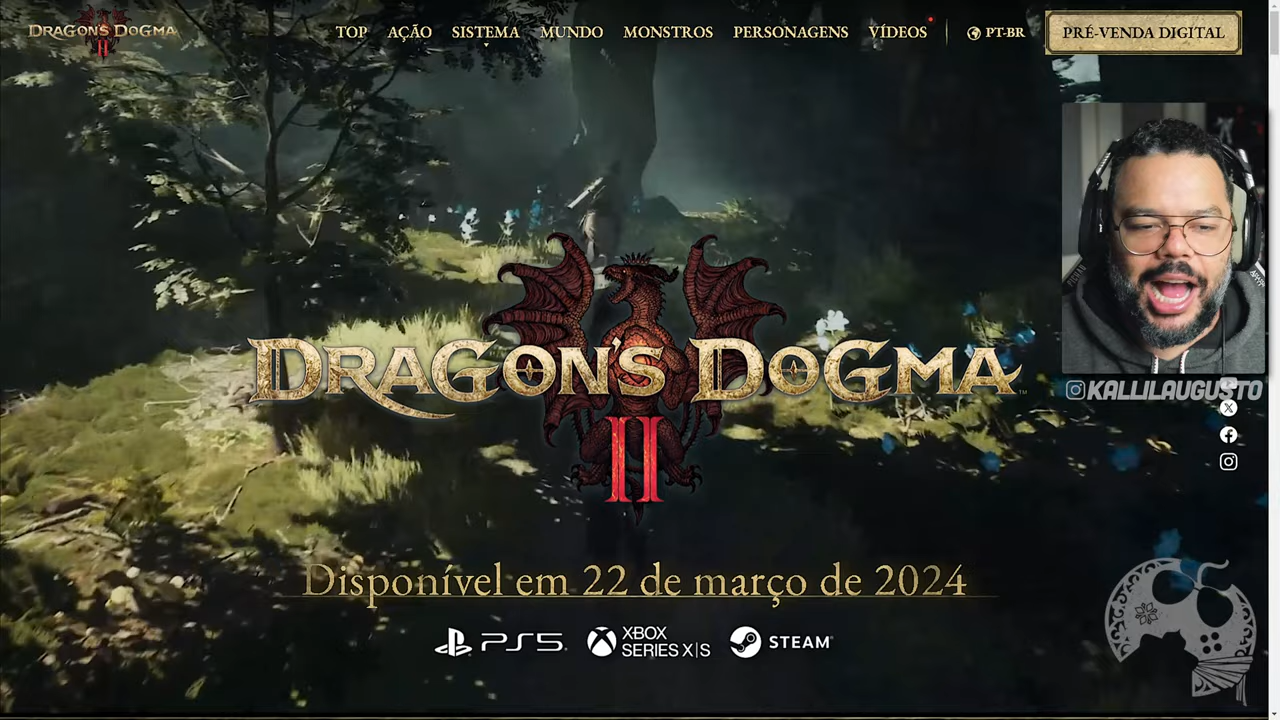 DRAGON'S DOGMA
II
TOP AÇÃO SISTEMA MUNDO MONSTROS PERSONAGENS VÍDEOS PT-BR PRÉ-VENDA DIGITAL
KALLILAUGUSTO
DRAGON'S DOGMA™
II
Disponível em 22 de março de 2024
PS5 XBOX SERIES X|S STEAM